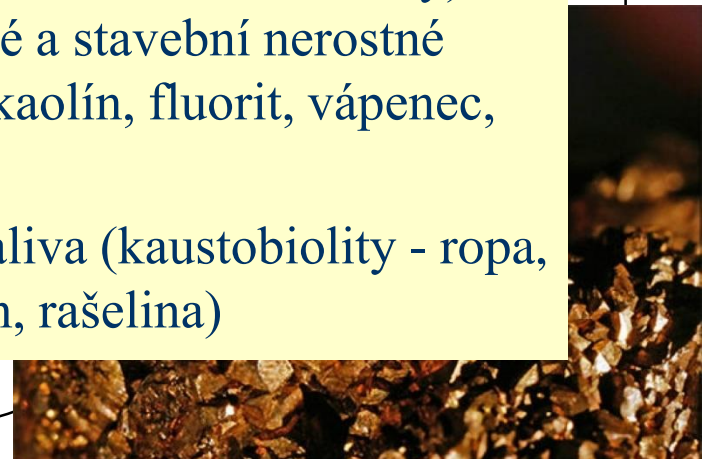 é a stavební nerostné
kaolín, fluorit, vápenec,
aliva (kaustobiolity - ropa,
n, rašelina)